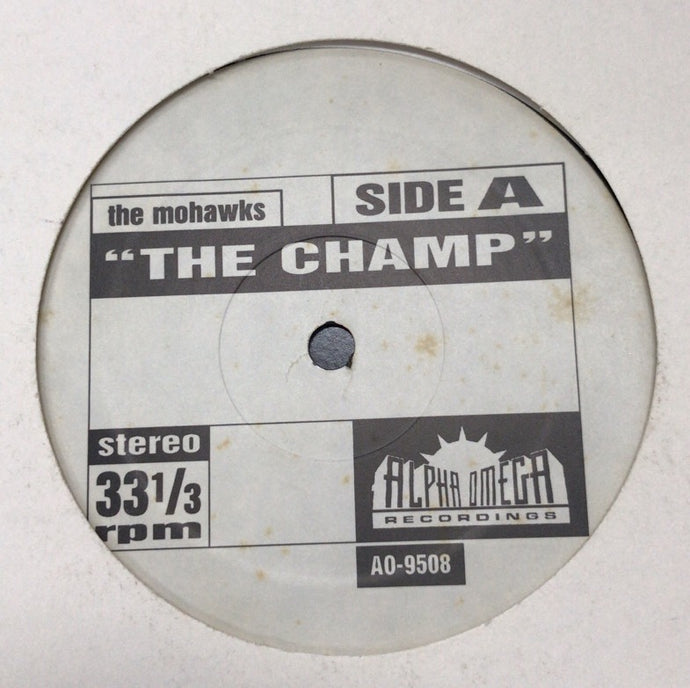 the mohawks
SIDE A
“THE CHAMP”
stereo
33 1/3
rpm
ALPHA OMEGA
RECORDINGS
AO-9508